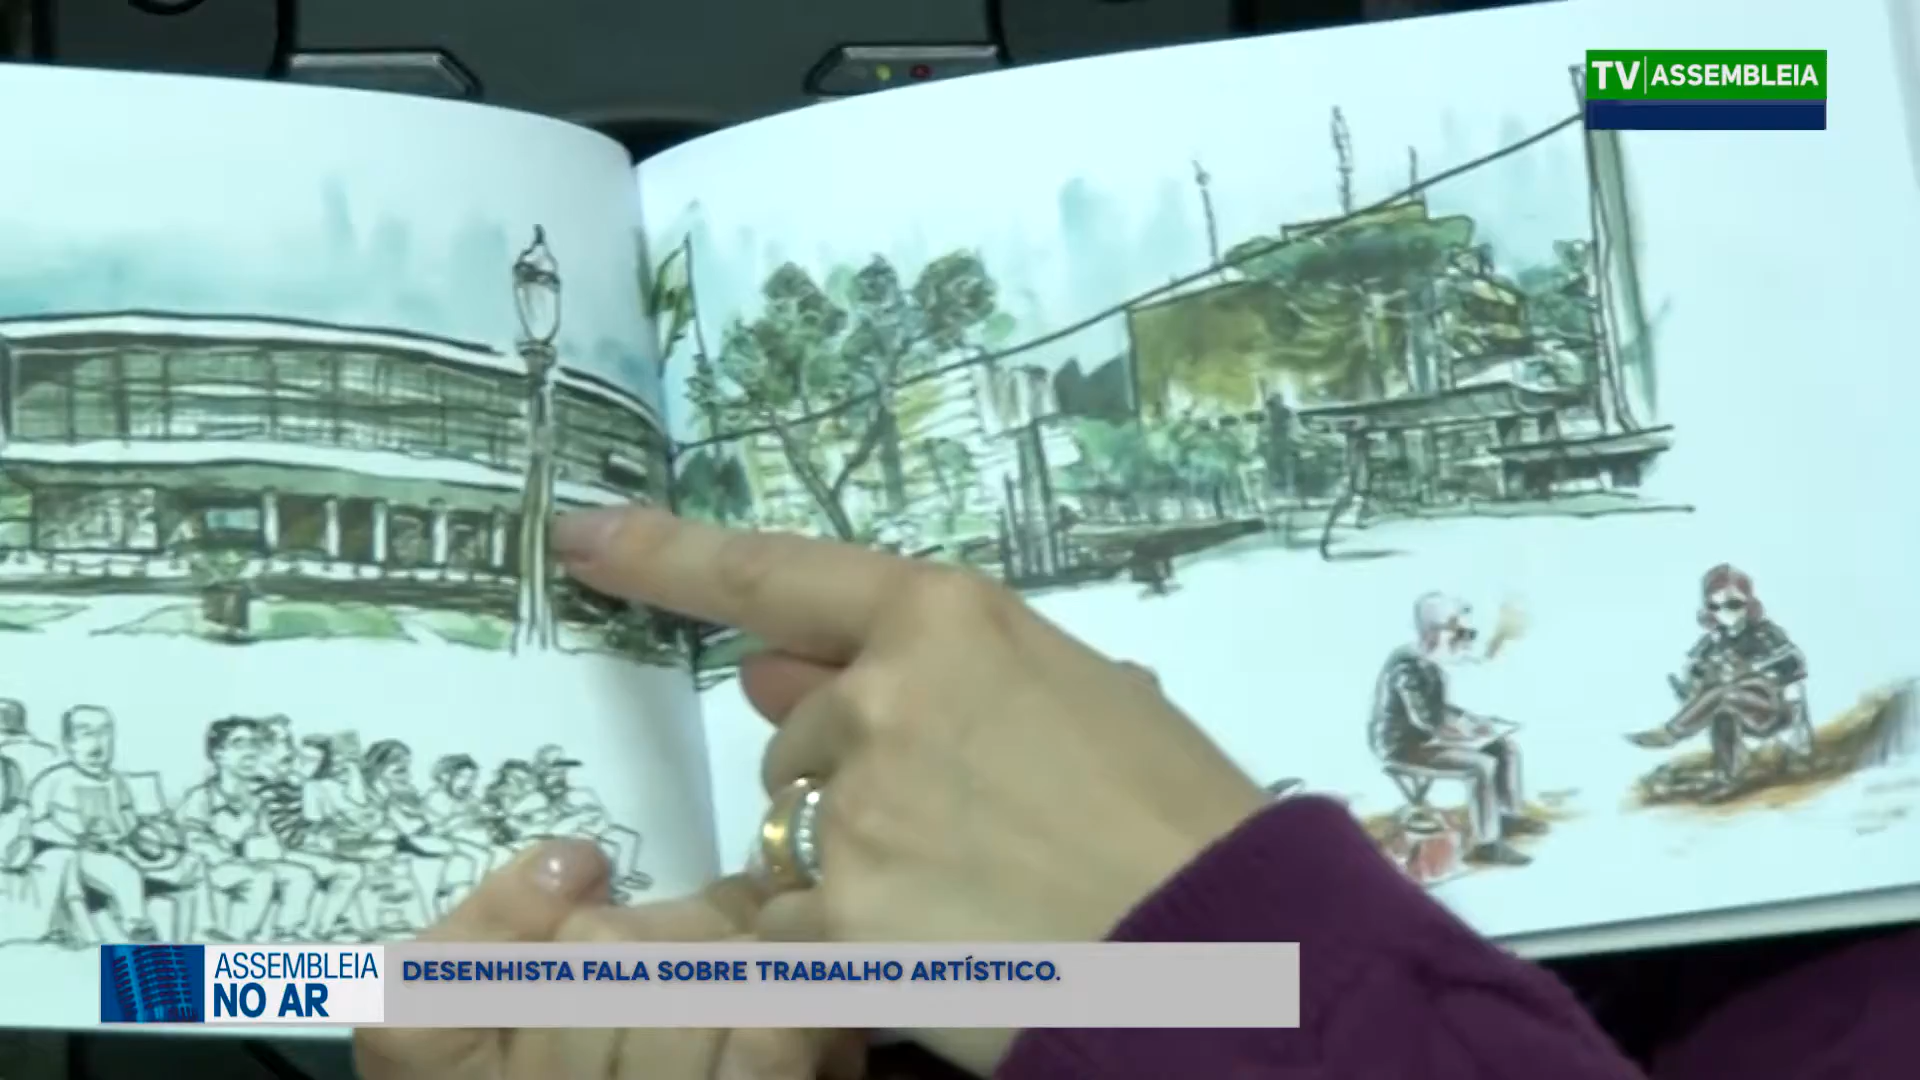 TV ASSEMBLEIA
ASSEMBLEIA
NO AR
DESENHISTA FALA SOBRE TRABALHO ARTÍSTICO.